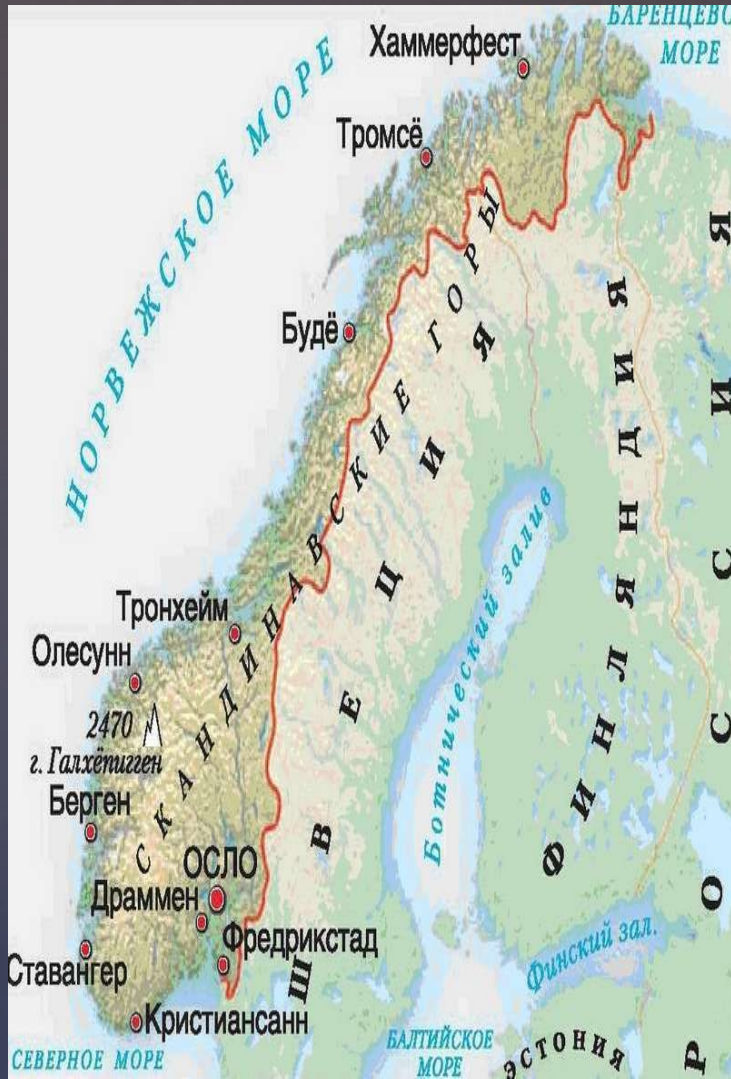 БАРЕНЦЕВО
МОРЕ
Хаммерфест
Тромсё
НОРВЕЖСКОЕ МОРЕ
Будё
СКАНДИНАВСКИЕ ГОРЫ
ШВЕЦИЯ
ФИНЛЯНДИЯ
РОССИЯ
Ботнический залив
Тронхейм
Олесунн
2470
г. Галхёпигген
Берген
ОСЛО
Драммен
Фредрикстад
Ставангер
Кристиансанн
Финский зал.
СЕВЕРНОЕ МОРЕ
БАЛТИЙСКОЕ
МОРЕ
ЭСТОНИЯ